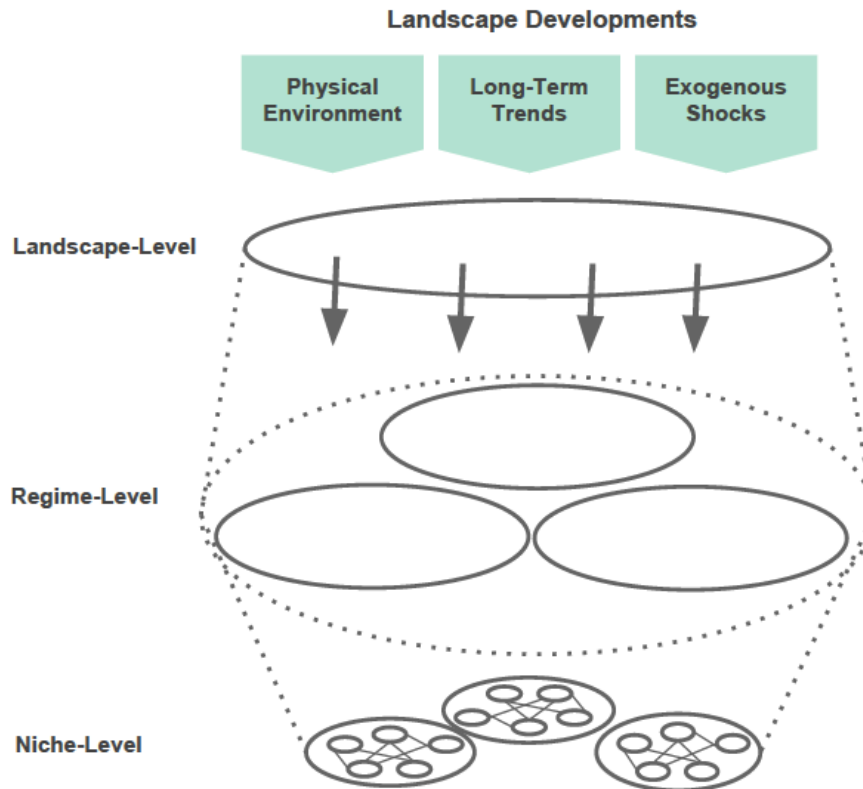 Landscape Developments
Physical
Environment
Long-Term
Trends
Exogenous
Shocks
Landscape-Level
Regime-Level
Niche-Level